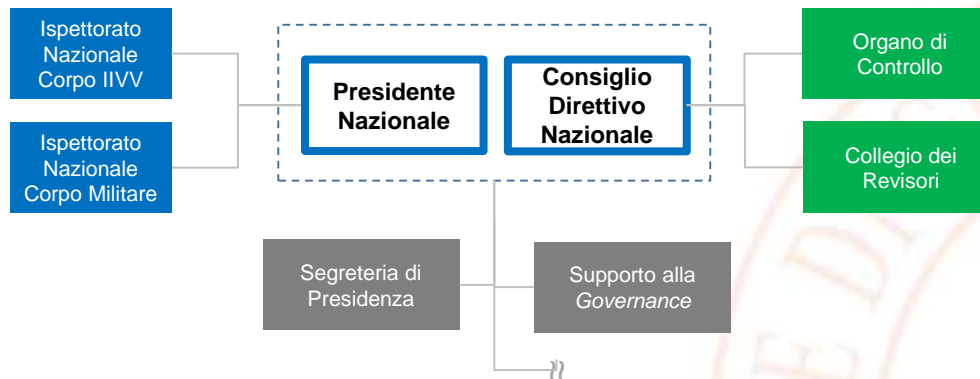 Ispettorato
Nazionale
Corpo IIVV
Presidente
Nazionale
Consiglio
Direttivo
Nazionale
Organo di
Controllo
Ispettorato
Nazionale
Corpo Militare
Collegio dei
Revisori
Segreteria di
Presidenza
Supporto alla
Governance